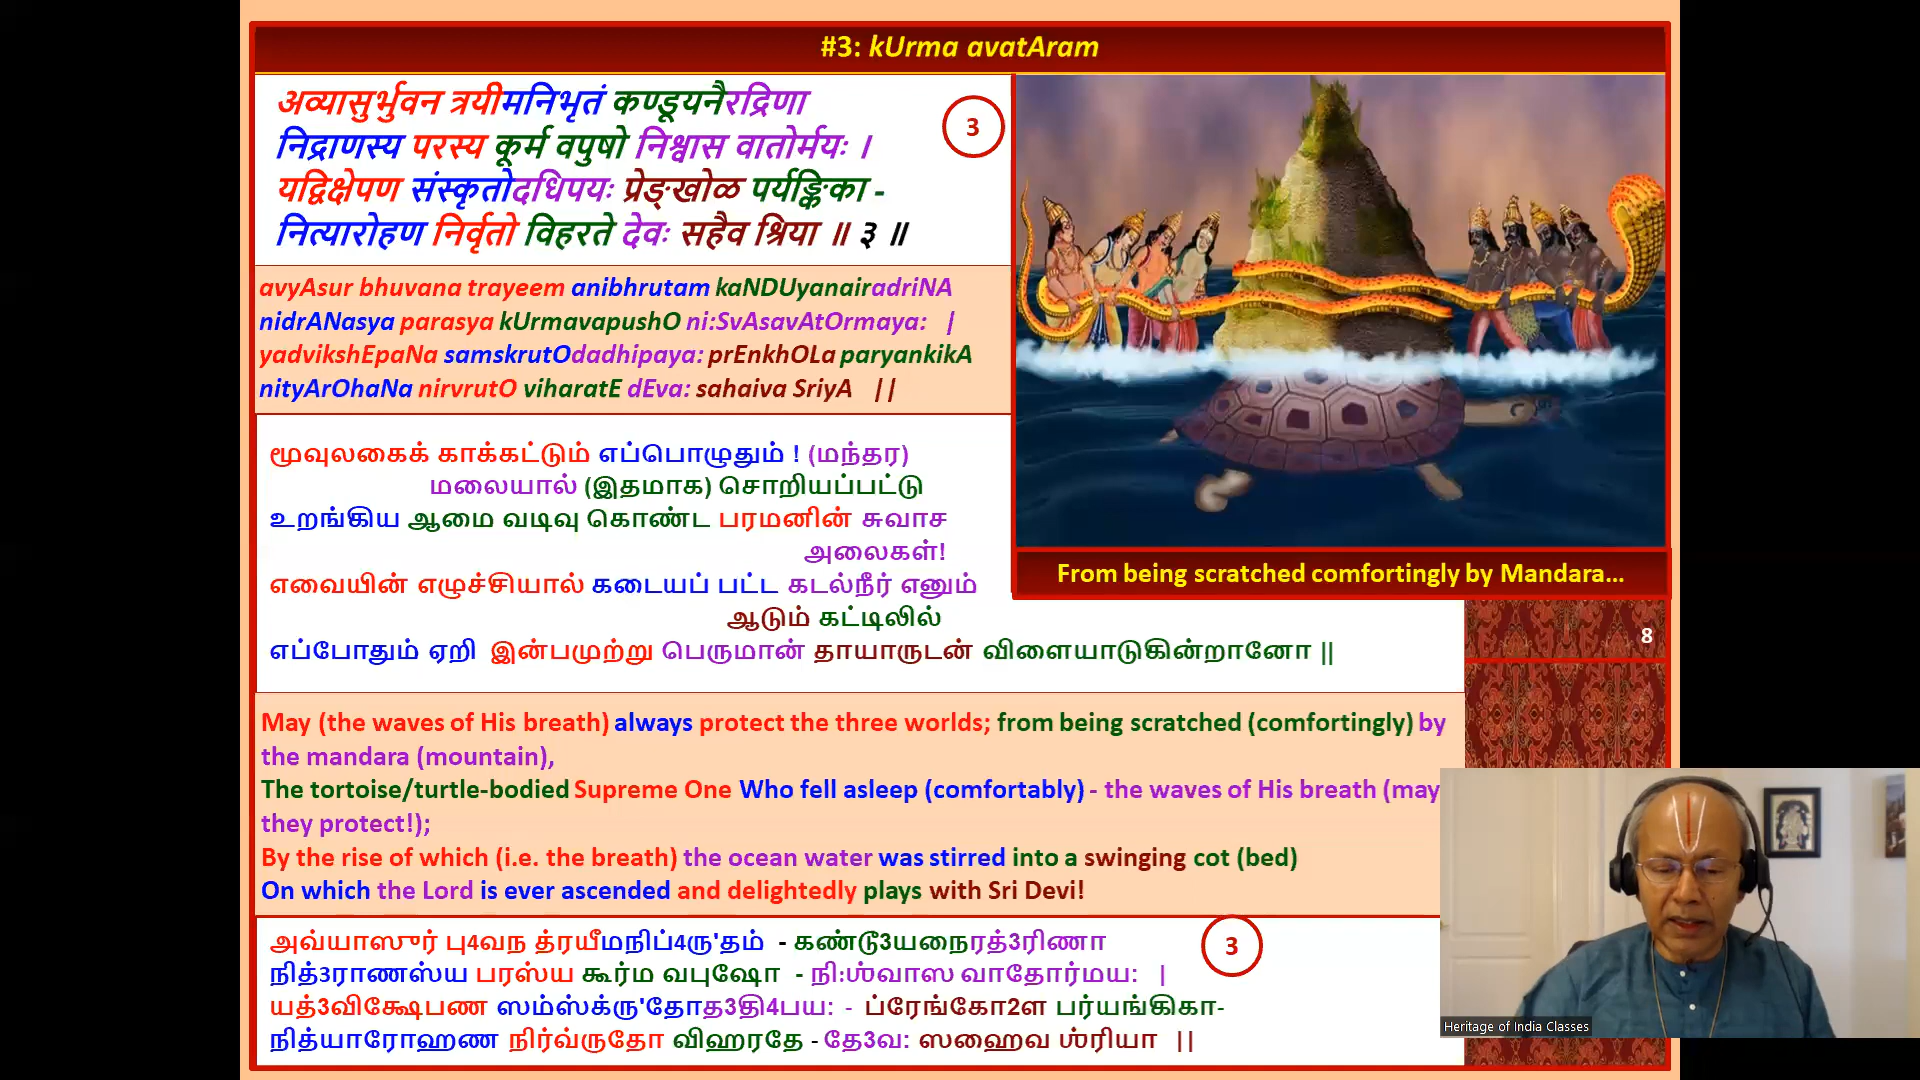 #3: kUrma avatAram
अव्यासुर्भुवन त्रयीमनिभृतं कण्डूयनैरद्रिणा
निद्राणस्य परस्य कूर्म वपुषो निश्वास वातोर्मयः ।
यद्विक्षेपण संस्कृतोदधिपयः प्रेङ्खोळ पर्यङ्किका -
नित्यारोहण निर्वृतो विहरते देवः सहैव श्रिया ॥ ३ ॥
3
avyAsur bhuvana trayeem anibhrutam kaNDUyanairadriNA
nidrANasya parasya kUrmavapushO ni:SvAsavAtOrmaya: |
yadvikshEpaNa samskrutOdadhipaya: prEnkhOLa paryankikA
nityArOhaNa nirvrutO viharatE dEva: sahaiva SriyA ||
மூவுலகைக் காக்கட்டும் எப்பொழுதும் ! (மந்தர)
மலையால் (இதமாக) சொறியப்பட்டு
உறங்கிய ஆமை வடிவு கொண்ட பரமனின் சுவாச
அலைகள்!
எவையின் எழுச்சியால் கடையப் பட்ட கடல்நீர் எனும்
ஆடும் கட்டிலில்
எப்போதும் ஏறி இன்பமுற்று பெருமான் தாயாருடன் விளையாடுகின்றானோ ||
From being scratched comfortingly by Mandara...
8
May (the waves of His breath) always protect the three worlds; from being scratched (comfortingly) by
the mandara (mountain),
The tortoise/turtle-bodied Supreme One Who fell asleep (comfortably) - the waves of His breath (may
they protect!);
By the rise of which (i.e. the breath) the ocean water was stirred into a swinging cot (bed)
On which the Lord is ever ascended and delightedly plays with Sri Devi!
அவ்யாஸுர் பு4வந த்ரயீமநிப்4ரு'தம் - கண்டூ3யநைரத்3ரிணா
நித்3ராணஸ்ய பரஸ்ய கூர்ம வபுஷோ - நி:ஶ்வாஸ வாதோர்மய: |
யத்3விக்ஷேபண ஸம்ஸ்க்ரு'தோத3தி4பய: - ப்ரேங்கோ2ள பர்யங்கிகா-
நித்யாரோஹண நிர்வ்ருதோ விஹரதே - தே3வ: ஸஹைவ ஶ்ரியா ||
3
Heritage of India Classes